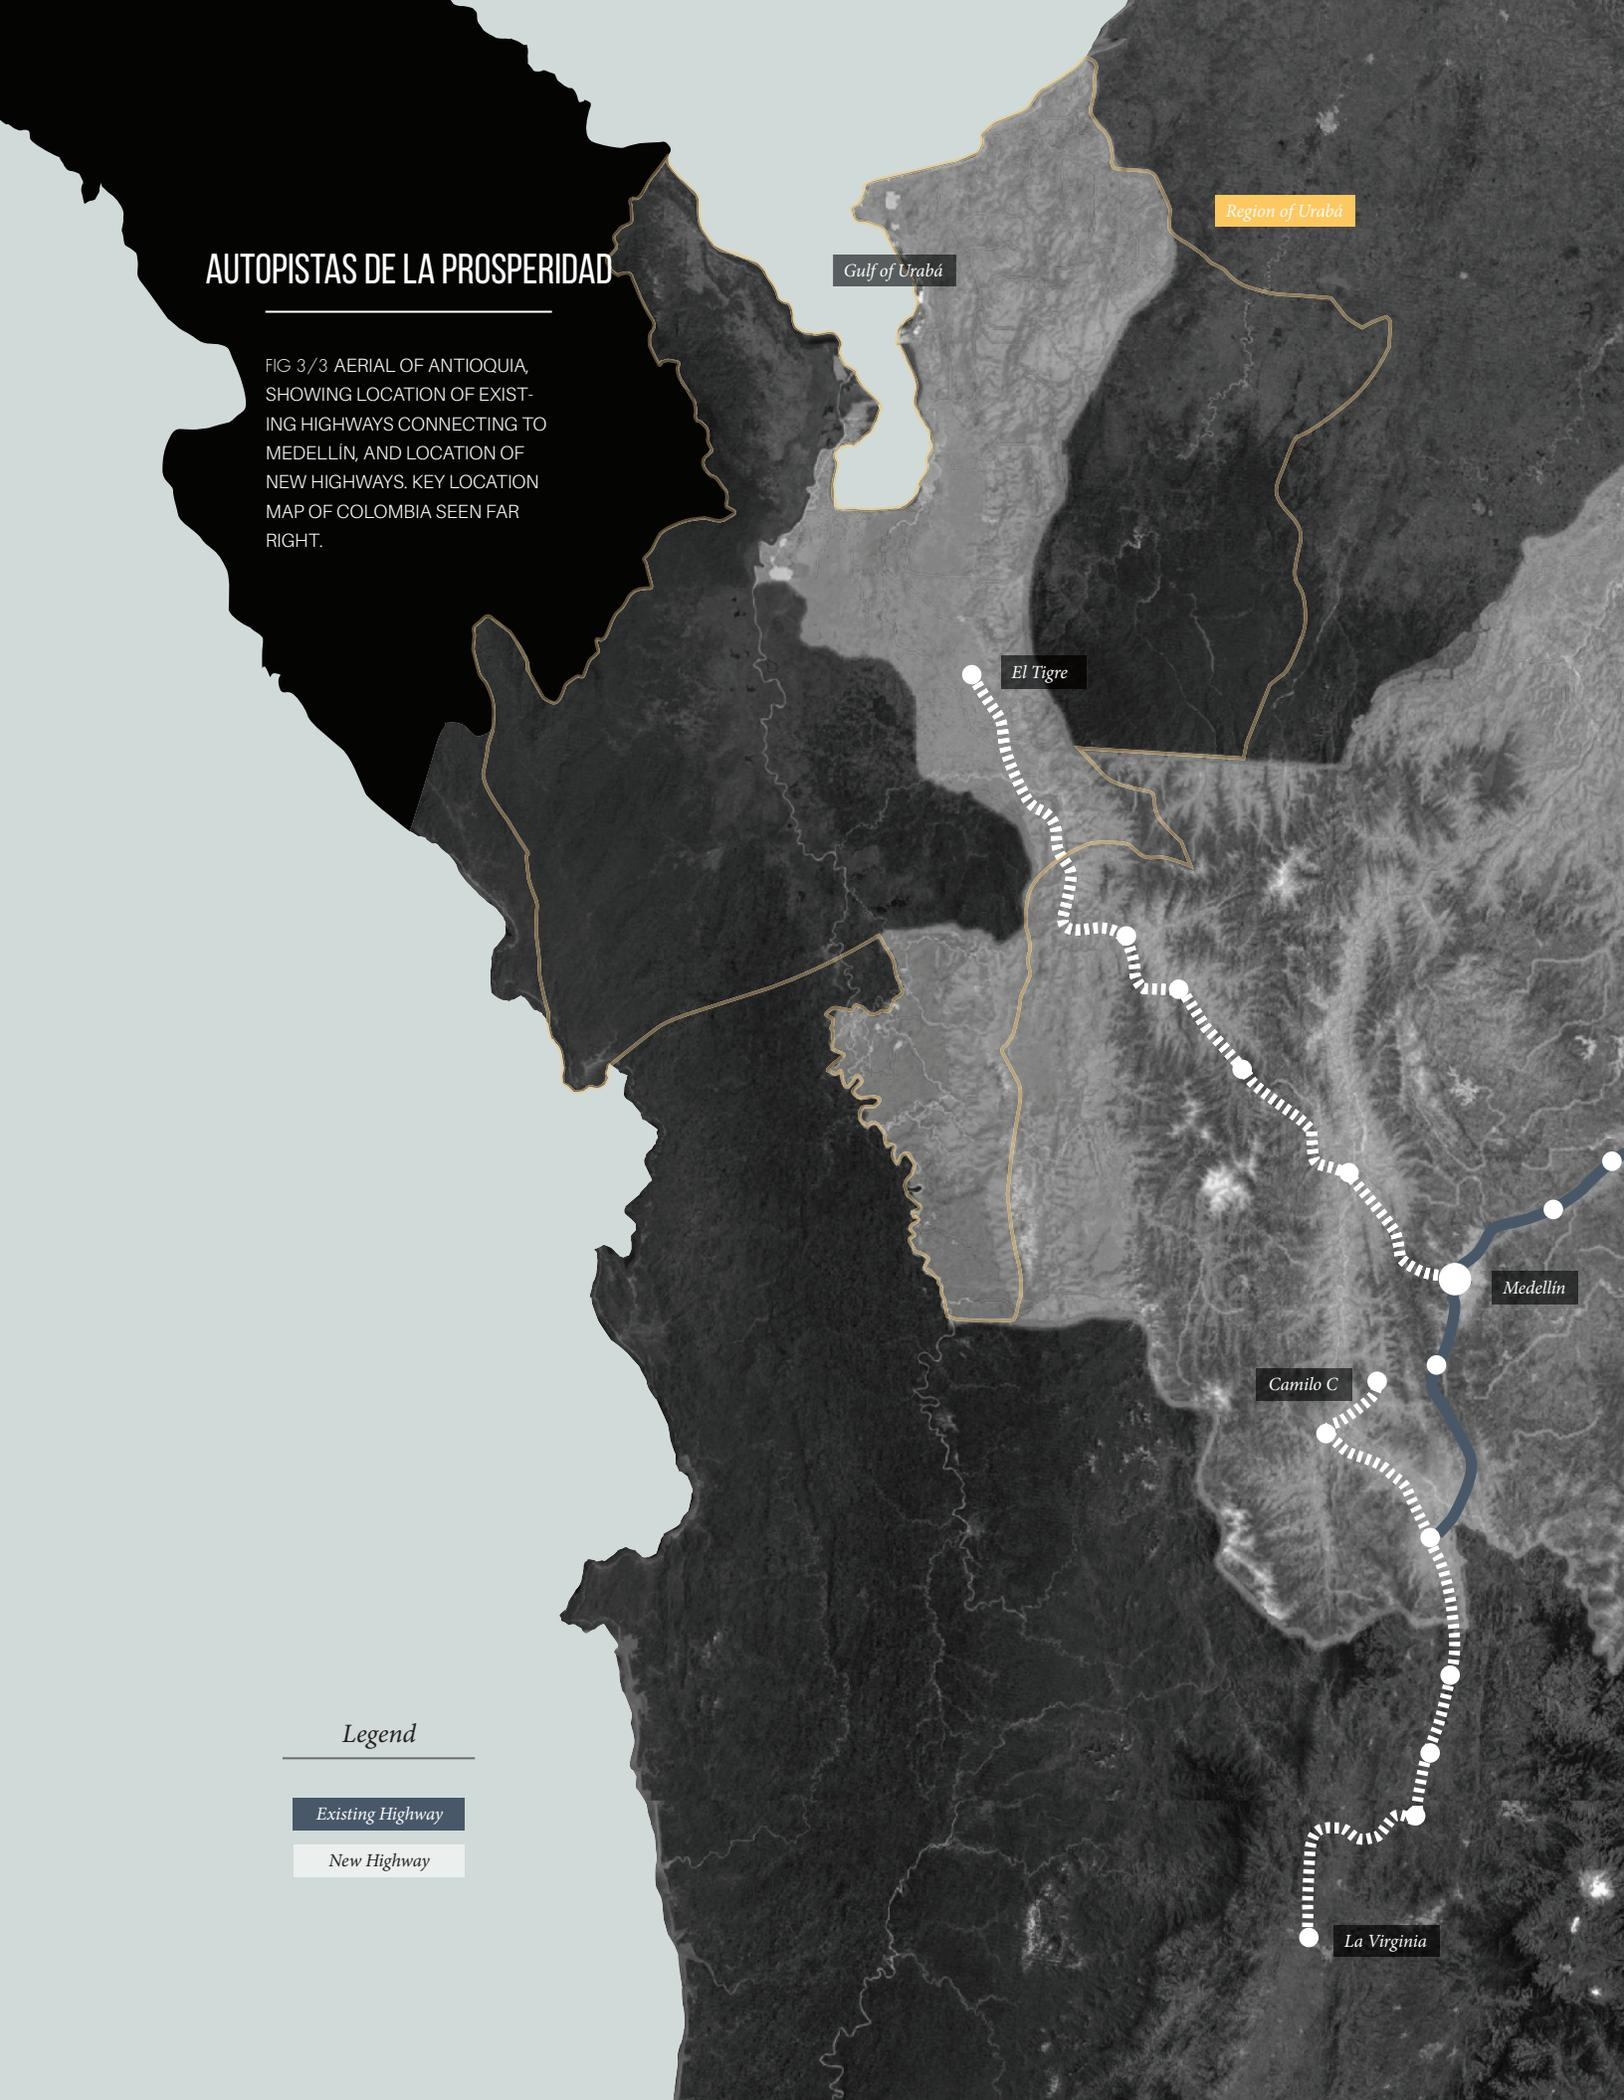 Region of Urabá
AUTOPISTAS DE LA PROSPERIDAD
Gulf of Urabá
FIG 3/3 AERIAL OF ANTIOQUIA,
SHOWING LOCATION OF EXIST-
ING HIGHWAYS CONNECTING TO
MEDELLÍN, AND LOCATION OF
NEW HIGHWAYS. KEY LOCATION
MAP OF COLOMBIA SEEN FAR
RIGHT.
El Tigre
Medellín
Camilo C
Legend
Existing Highway
New Highway
La Virginia